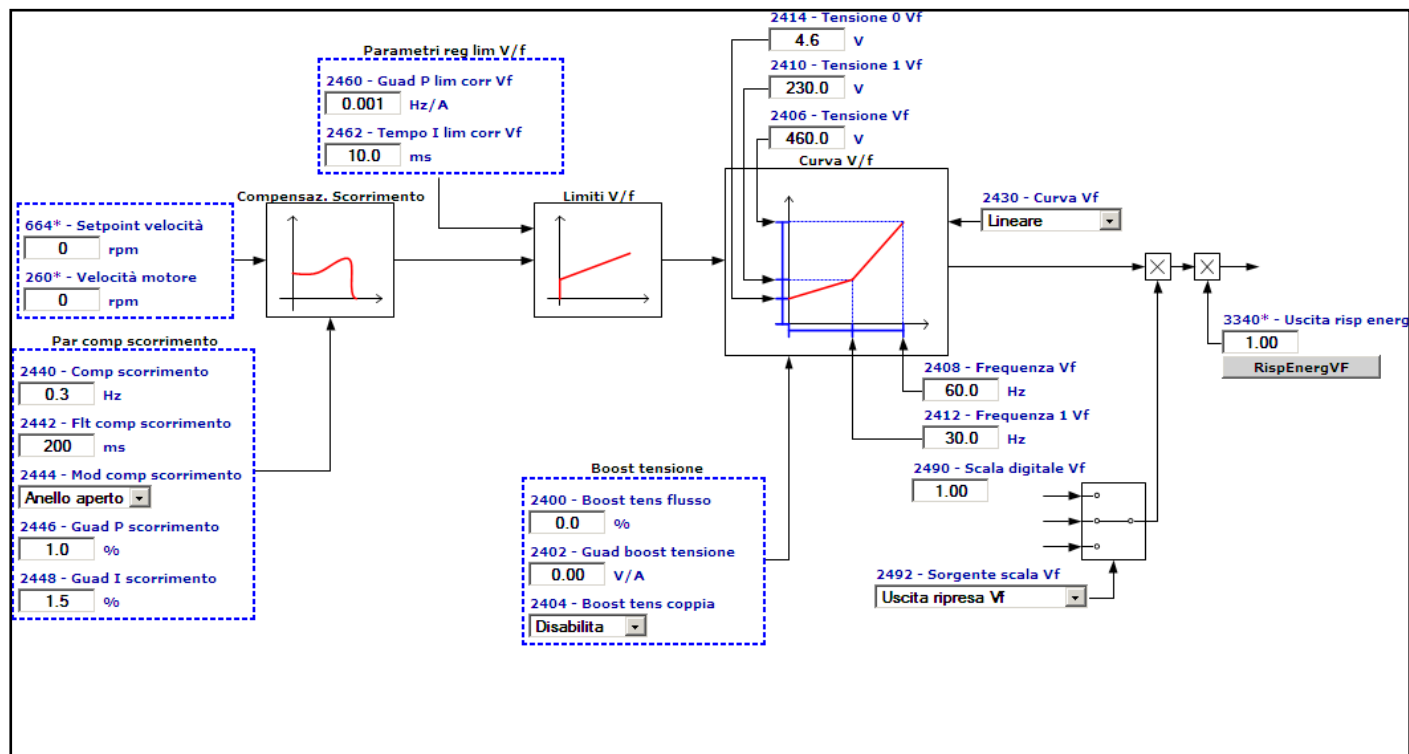 2414 - Tensione 0 Vf
4.6 V
2410 - Tensione 1 Vf
230.0 V
2406 - Tensione Vf
460.0 V
Curva V/f
Parametri reg lim V/f
2460 - Guad P lim corr Vf
0.001 Hz/A
2462 - Tempo I lim corr Vf
10.0 ms
Compensaz. Scorrimento
Limiti V/f
664* - Setpoint velocità
0 rpm
260* - Velocità motore
0 rpm
2430 - Curva Vf
Lineare
3340* - Uscita risp energ
1.00
RispEnergVF
Par comp scorrimento
2440 - Comp scorrimento
0.3 Hz
2442 - Flt comp scorrimento
200 ms
2444 - Mod comp scorrimento
Anello aperto
2446 - Guad P scorrimento
1.0 %
2448 - Guad I scorrimento
1.5 %
2408 - Frequenza Vf
60.0 Hz
2412 - Frequenza 1 Vf
30.0 Hz
Boost tensione
2400 - Boost tens flusso
0.0 %
2402 - Guad boost tensione
0.00 V/A
2404 - Boost tens coppia
Disabilita
2490 - Scala digitale Vf
1.00
2492 - Sorgente scala Vf
Uscita ripresa Vf